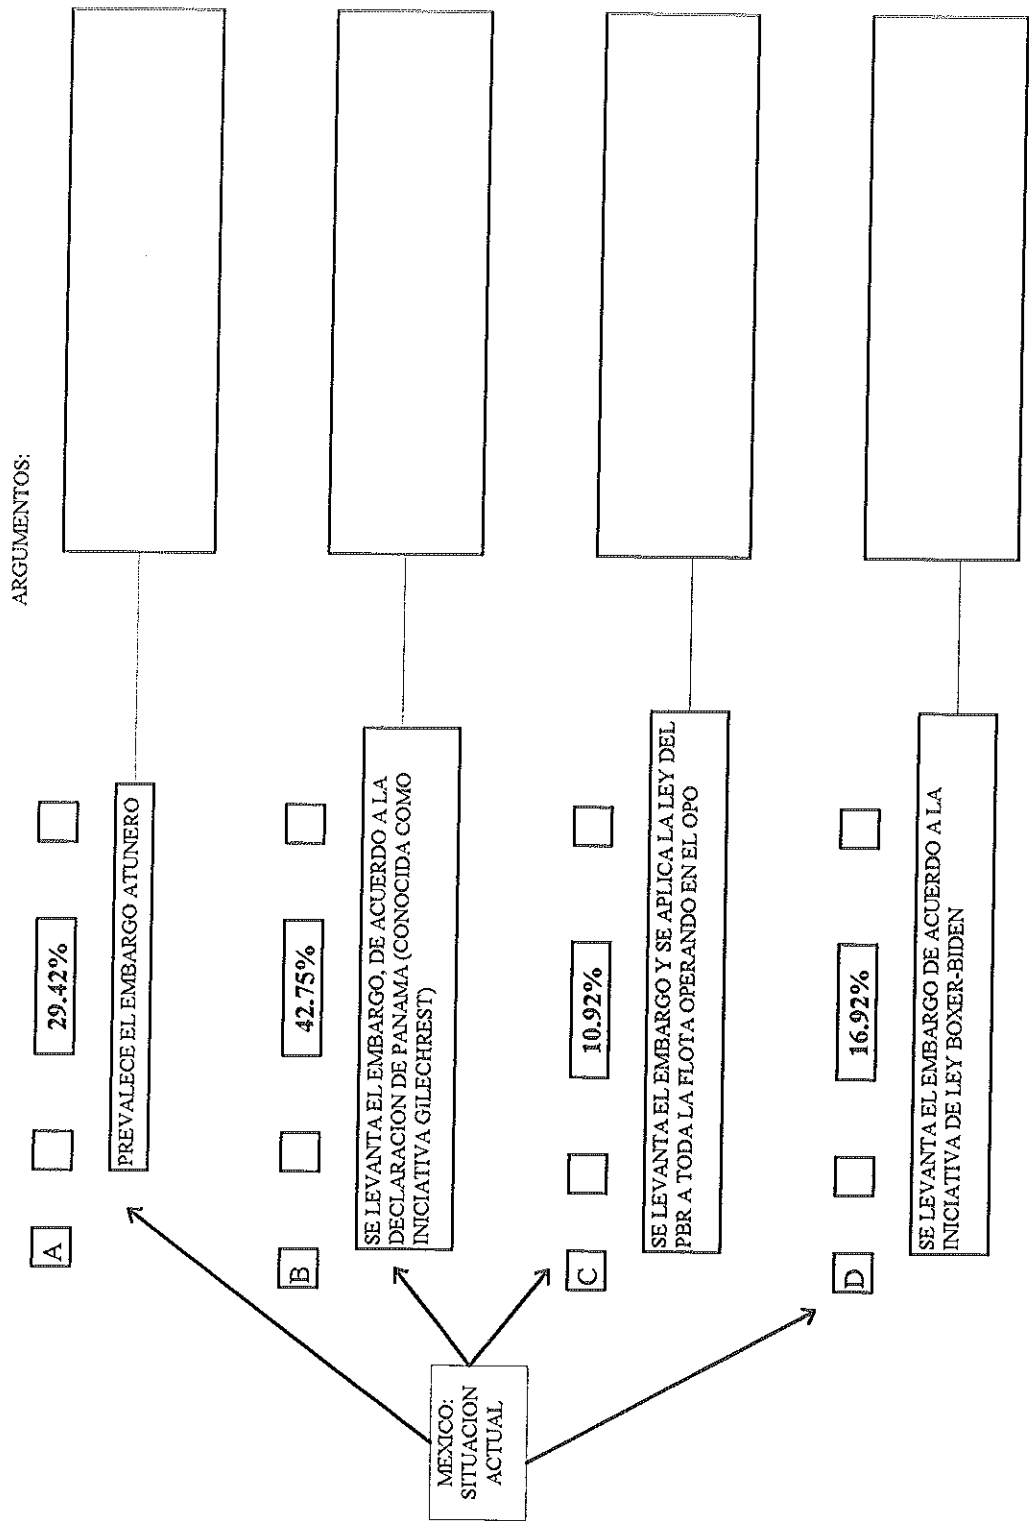 ARGUMENTOS:
MEXICO:
SITUACION
ACTUAL
A
29.42%
PREVALECE EL EMBARGO ATUNERO
B
42.75%
SE LEVANTA EL EMBARGO, DE ACUERDO A LA
DECLARACION DE PANAMA (CONOCIDA COMO
INICIATIVA GILECHREST)
C
10.92%
SE LEVANTA EL EMBARGO Y SE APLICA LA LEY DEL
PBR A TODA LA FLOTA OPERANDO EN EL OPO
D
16.92%
SE LEVANTA EL EMBARGO DE ACUERDO A LA
INICIATIVA DE LEY BOXER-BIDEN